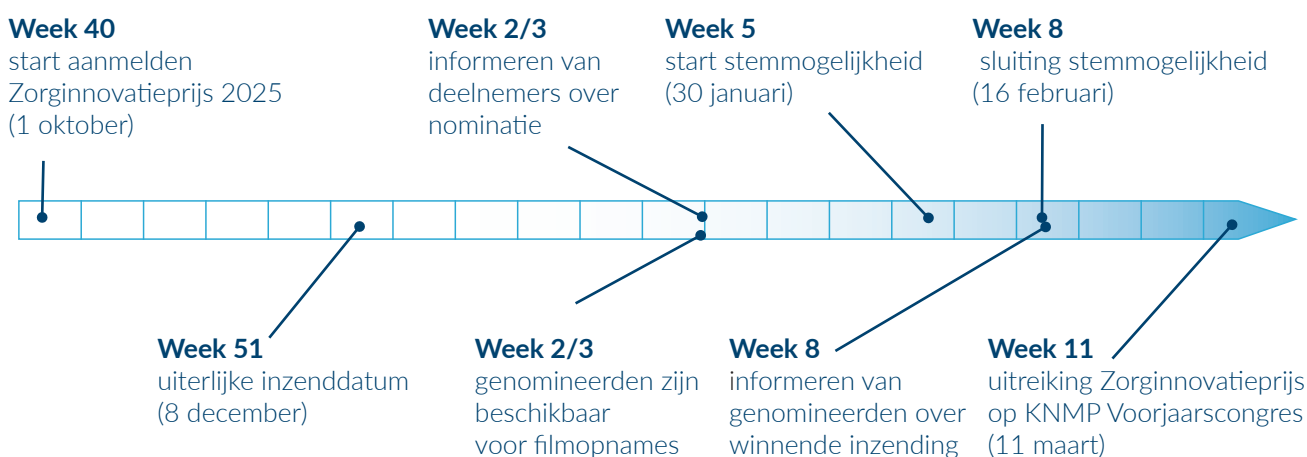 Week 40
start aanmelden
Zorginnovatieprijs 2025
(1 oktober)
Week 2/3
informeren van
deelnemers over
nominatie
Week 5
start stemmogelijkheid
(30 januari)
Week 8
sluiting stemmogelijkheid
(16 februari)
Week 51
uiterlijke inzenddatum
(8 december)
Week 2/3
genomineerden zijn
beschikbaar
voor filmopnames
Week 8
informeren van
genomineerden over
winnende inzending
Week 11
uitreiking Zorginnovatieprijs
op KNMP Voorjaarscongres
(11 maart)